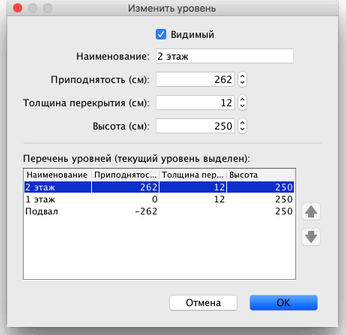 Изменить уровень
Видимый
Наименование: 2 этаж
Приподнятость (см): 262
Толщина перекрытия (см): 12
Высота (см): 250
Перечень уровней (текущий уровень выделен):
Наименование Приподнятос... Толщина пер... Высота
2 этаж 262 12 250
1 этаж 0 12 250
Подвал -262 250
Отмена OK